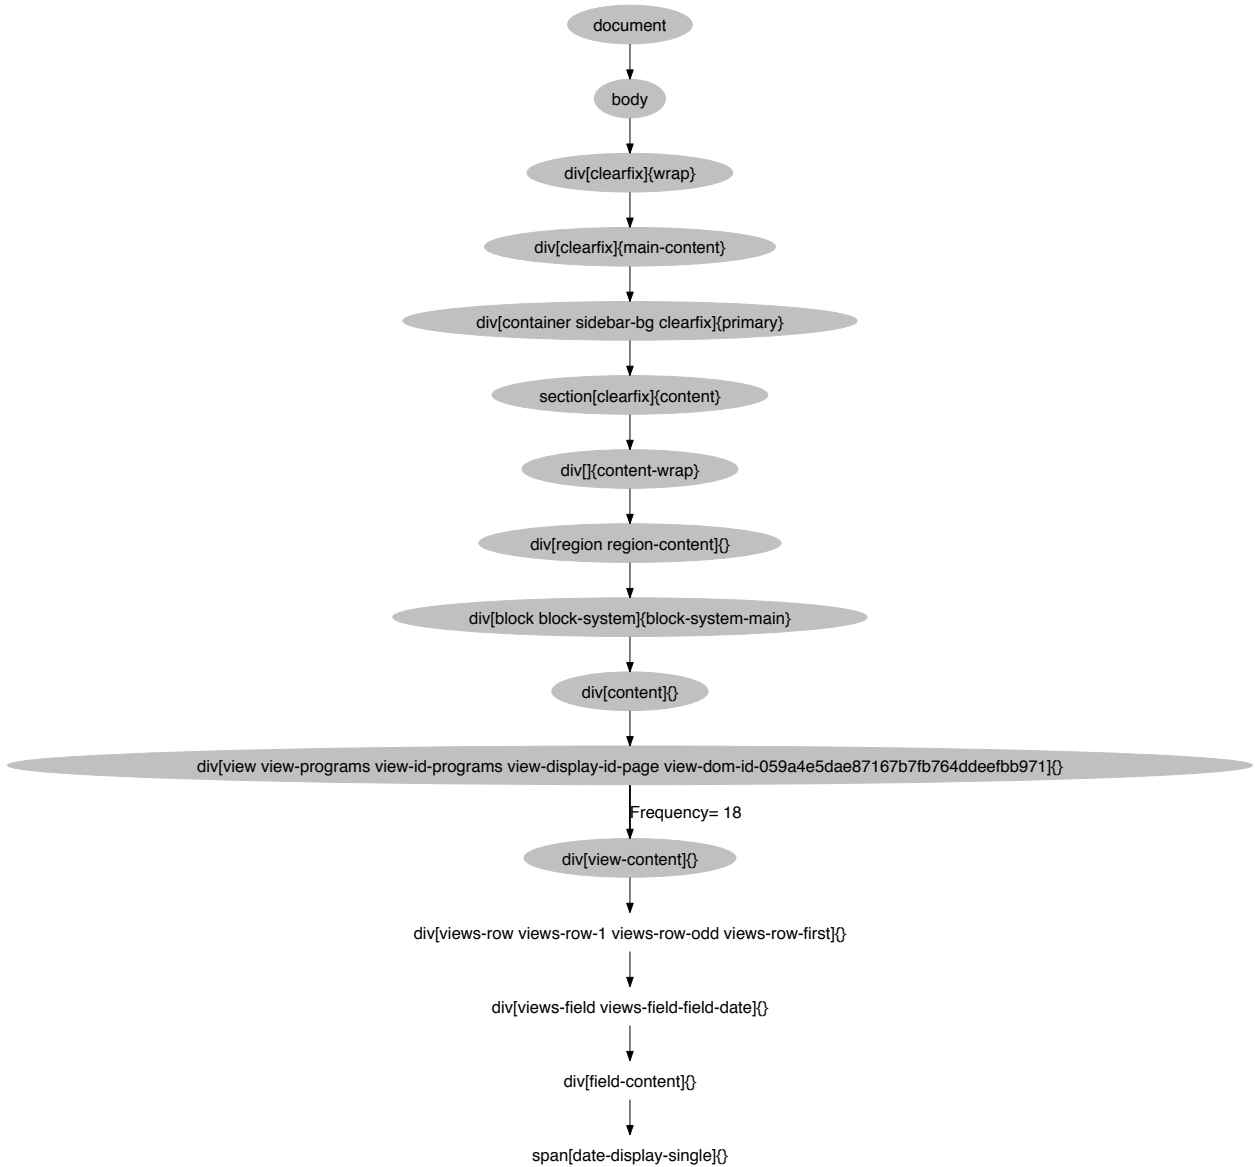 document
body
div[clearfix]{wrap}
div[clearfix]{main-content}
div[container sidebar-bg clearfix]{primary}
section[clearfix]{content}
div[]{content-wrap}
div[region region-content]{}
div[block block-system]{block-system-main}
div[content]{}
div[view view-programs view-id-programs view-display-id-page view-dom-id-059a4e5dae87167b7fb764ddeefbb971]{}
Frequency= 18
div[view-content]{}
div[views-row views-row-1 views-row-odd views-row-first]{}
div[views-field views-field-field-date]{}
div[field-content]{}
span[date-display-single]{}